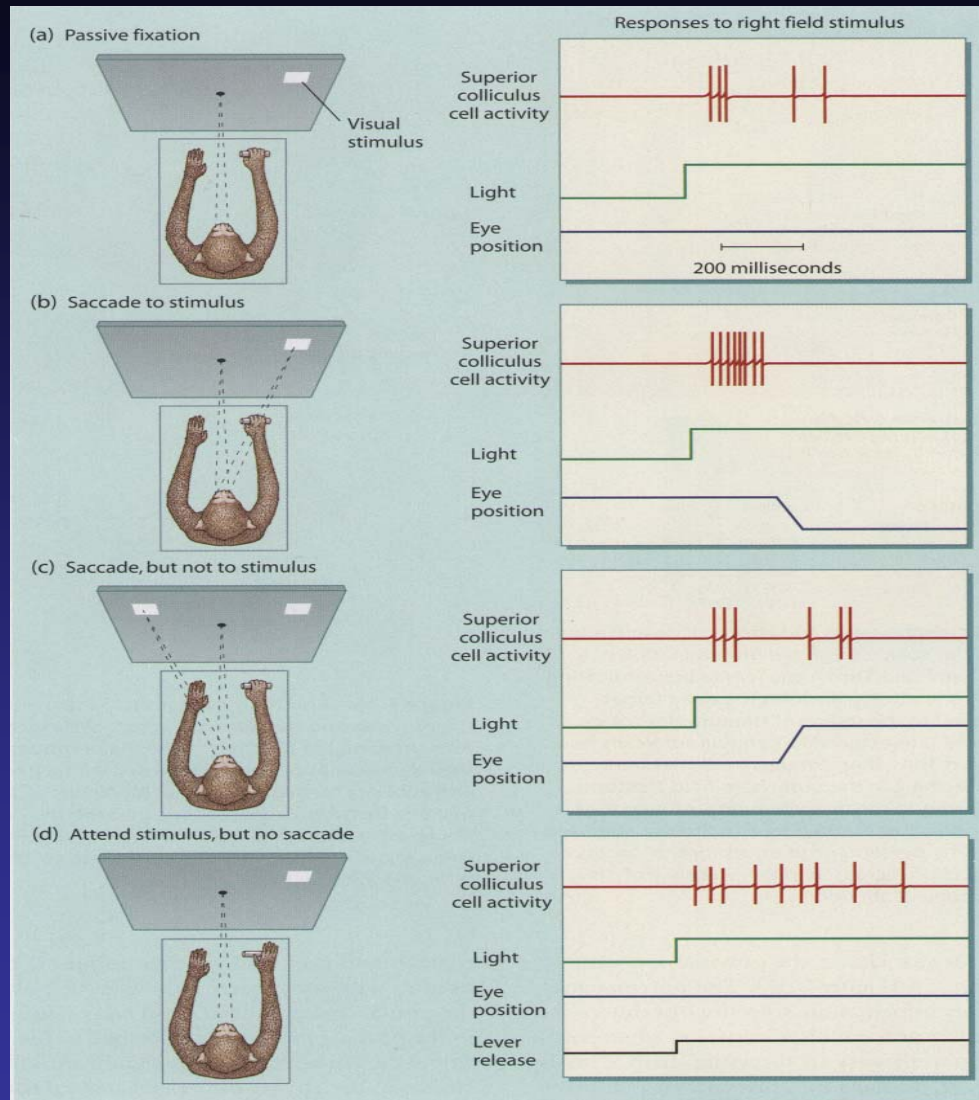 Responses to right field stimulus
(a) Passive fixation
Visual
stimulus
Superior
colliculus
cell activity
Light
Eye
position
200 milliseconds
(b) Saccade to stimulus
Superior
colliculus
cell activity
Light
Eye
position
(c) Saccade, but not to stimulus
Superior
colliculus
cell activity
Light
Eye
position
(d) Attend stimulus, but no saccade
Superior
colliculus
cell activity
Light
Eye
position
Lever
release